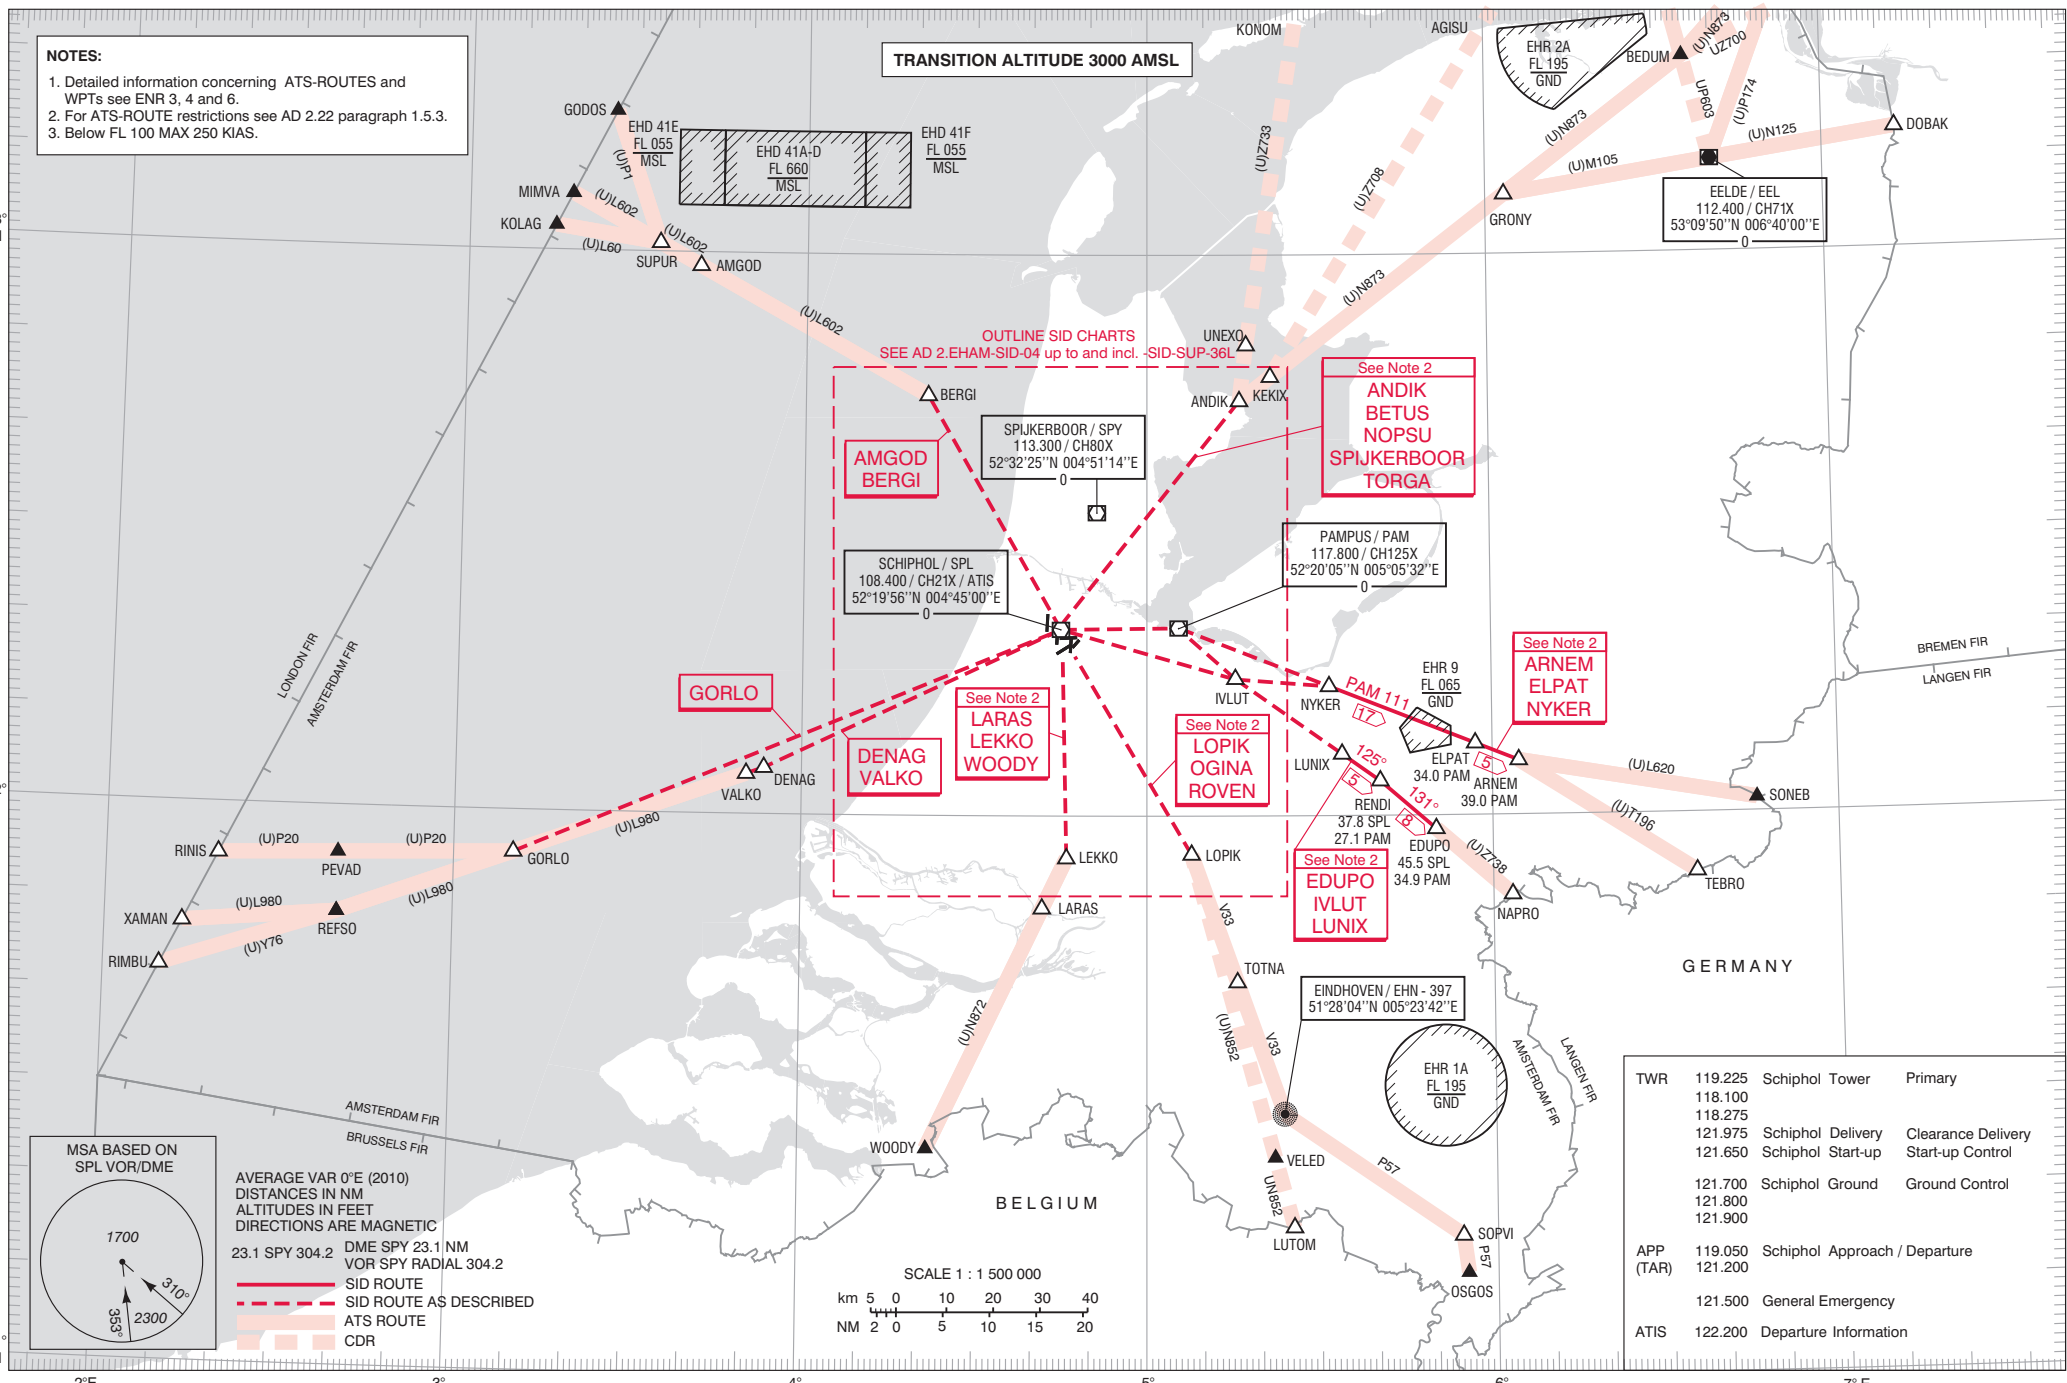 NOTES:
1. Detailed information concerning ATS-ROUTES and
WPTs see ENR 3, 4 and 6.
2. For ATS-ROUTE restrictions see AD 2.22 paragraph 1.5.3.
3. Below FL 100 MAX 250 KIAS.
TRANSITION ALTITUDE 3000 AMSL
KONOM
AGISU
EHR 2A
FL 195
GND
BEDUM
(U)N873
UZ700
UP603
(U)P174
(U)N873
(U)N125
DOBAK
(U)M105
GRONY
EELDE / EEL
112.400 / CH71X
53°09'50''N 006°40'00''E
0
GODOS
EHD 41E
FL 055
MSL
EHD 41A-D
FL 660
MSL
EHD 41F
FL 055
MSL
(U)P1
MIMVA
(U)L602
KOLAG
(U)L60
(U)L602
SUPUR
AMGOD
(U)L602
(U)Z733
(U)Z708
(U)N873
OUTLINE SID CHARTS
SEE AD 2.EHAM-SID-04 up to and incl. -SID-SUP-36L
UNEXO
KEKIX
ANDIK
BERGI
See Note 2
ANDIK
BETUS
NOPSU
SPIJKERBOOR
TORGA
AMGOD
BERGI
SPIJKERBOOR / SPY
113.300 / CH80X
52°32'25''N 004°51'14''E
0
SCHIPHOL / SPL
108.400 / CH21X / ATIS
52°19'56''N 004°45'00''E
0
PAMPUS / PAM
117.800 / CH125X
52°20'05''N 005°05'32''E
0
LONDON FIR
AMSTERDAM FIR
BREMEN FIR
LANGEN FIR
GORLO
DENAG
VALKO
See Note 2
LARAS
LEKKO
WOODY
See Note 2
LOPIK
OGINA
ROVEN
IVLUT
NYKER
PAM 111
17
EHR 9
FL 065
GND
See Note 2
ARNEM
ELPAT
NYKER
ELPAT
34.0 PAM
5
ARNEM
39.0 PAM
LUNIX
125°
5
RENDI
37.8 SPL
27.1 PAM
131°
8
EDUPO
45.5 SPL
34.9 PAM
See Note 2
EDUPO
IVLUT
LUNIX
(U)L620
SONEB
(U)T196
TEBRO
(U)Z738
NAPRO
VALKO
DENAG
(U)L980
RINIS
(U)P20
PEVAD
(U)P20
GORLO
(U)L980
XAMAN
(U)L980
REFSO
RIMBU
(U)Y76
LEKKO
LARAS
(U)N872
WOODY
LOPIK
V33
TOTNA
(U)N852
V33
EINDHOVEN / EHN - 397
51°28'04''N 005°23'42''E
EHR 1A
FL 195
GND
VELED
UN852
LUTOM
P57
SOPVI
P57
OSGOS
GERMANY
BELGIUM
AMSTERDAM FIR
LANGEN FIR
AMSTERDAM FIR
BRUSSELS FIR
MSA BASED ON
SPL VOR/DME
1700
310°
353°
2300
AVERAGE VAR 0°E (2010)
DISTANCES IN NM
ALTITUDES IN FEET
DIRECTIONS ARE MAGNETIC
23.1 SPY 304.2 DME SPY 23.1 NM
VOR SPY RADIAL 304.2
SID ROUTE
SID ROUTE AS DESCRIBED
ATS ROUTE
CDR
SCALE 1 : 1 500 000
km 5 0 10 20 30 40
NM 2 0 5 10 15 20
TWR 119.225 Schiphol Tower Primary
118.100
118.275
121.975 Schiphol Delivery Clearance Delivery
121.650 Schiphol Start-up Start-up Control
121.700 Schiphol Ground Ground Control
121.800
121.900
APP 119.050 Schiphol Approach / Departure
(TAR) 121.200
121.500 General Emergency
ATIS 122.200 Departure Information